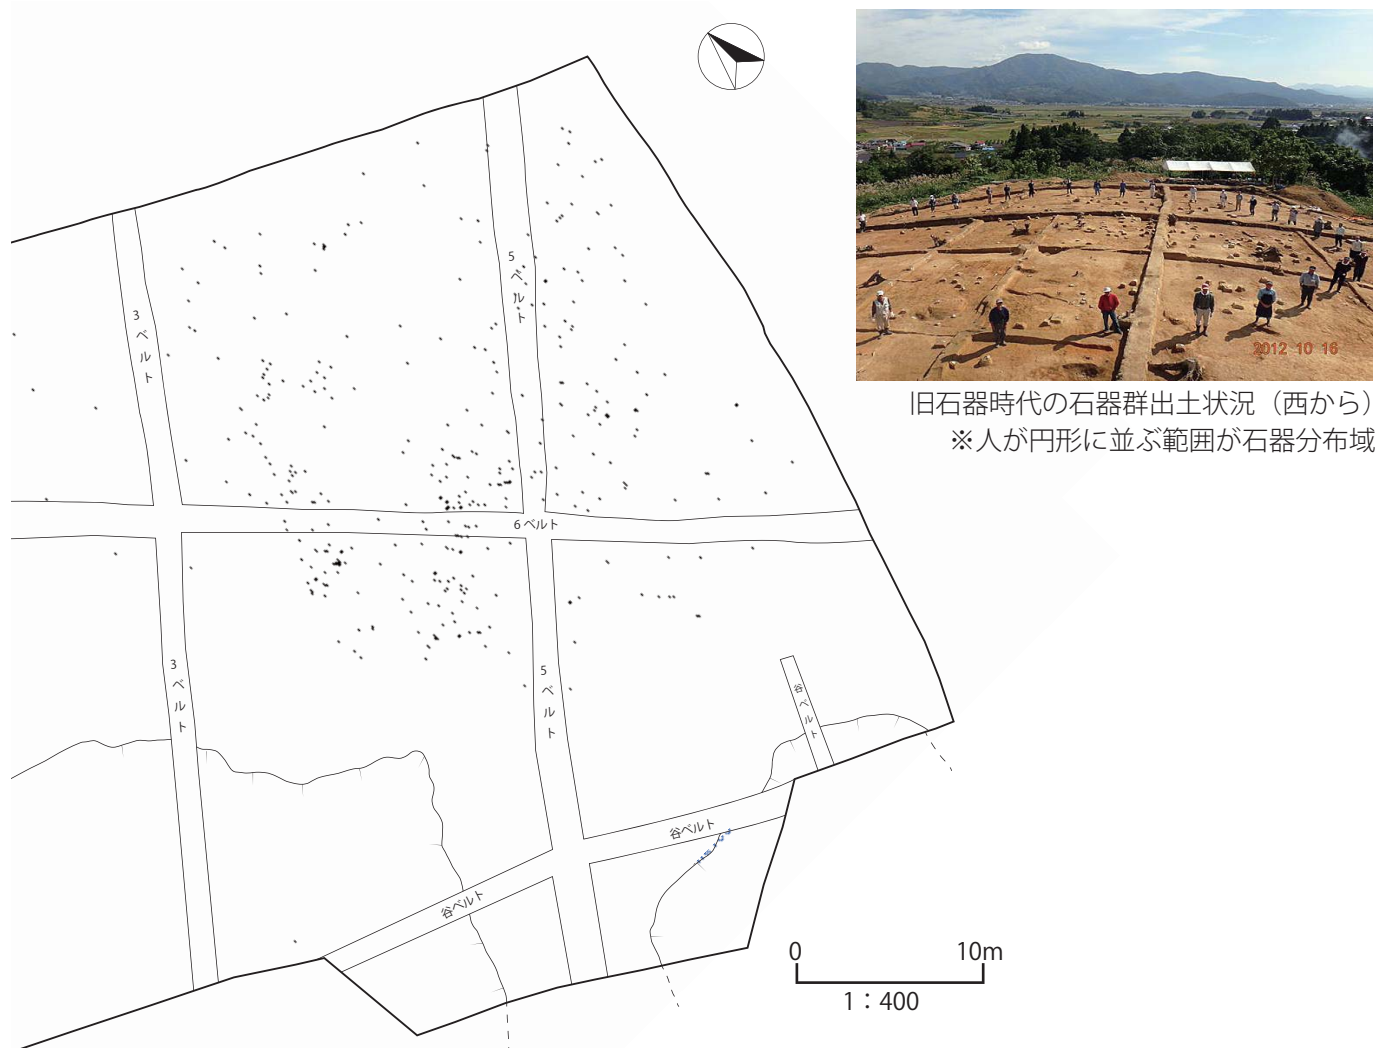 2012 10 16
旧石器時代の石器群出土状況（西から）
※人が円形に並ぶ範囲が石器分布域
5ベルト
3ベルト
6ベルト
3ベルト
5ベルト
谷ベルト
谷ベルト
谷ベルト
0 10m
1：400